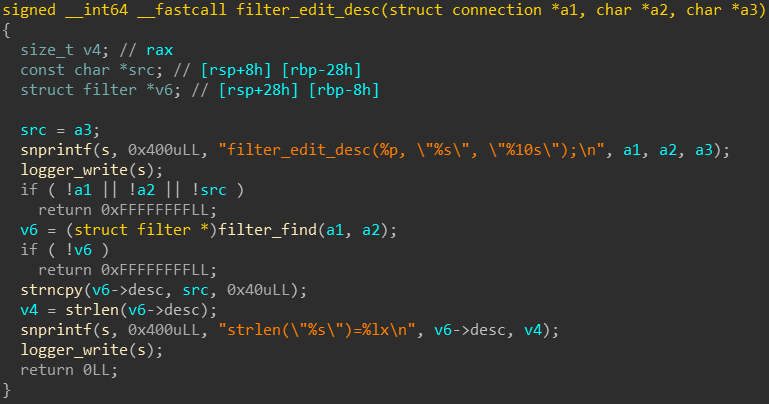 signed __int64 __fastcall filter_edit_desc(struct connection *a1, char *a2, char *a3)
{
  size_t v4; // rax
  const char *src; // [rsp+8h] [rbp-28h]
  struct filter *v6; // [rsp+28h] [rbp-8h]

  src = a3;
  snprintf(s, 0x400uLL, "filter_edit_desc(%p, \"%s\", \"%10s\");\n", a1, a2, a3);
  logger_write(s);
  if ( !a1 || !a2 || !src )
    return 0xFFFFFFFFLL;
  v6 = (struct filter *)filter_find(a1, a2);
  if ( !v6 )
    return 0xFFFFFFFFLL;
  strncpy(v6->desc, src, 0x40uLL);
  v4 = strlen(v6->desc);
  snprintf(s, 0x400uLL, "strlen(\"%s\")=%lx\n", v6->desc, v4);
  logger_write(s);
  return 0LL;
}